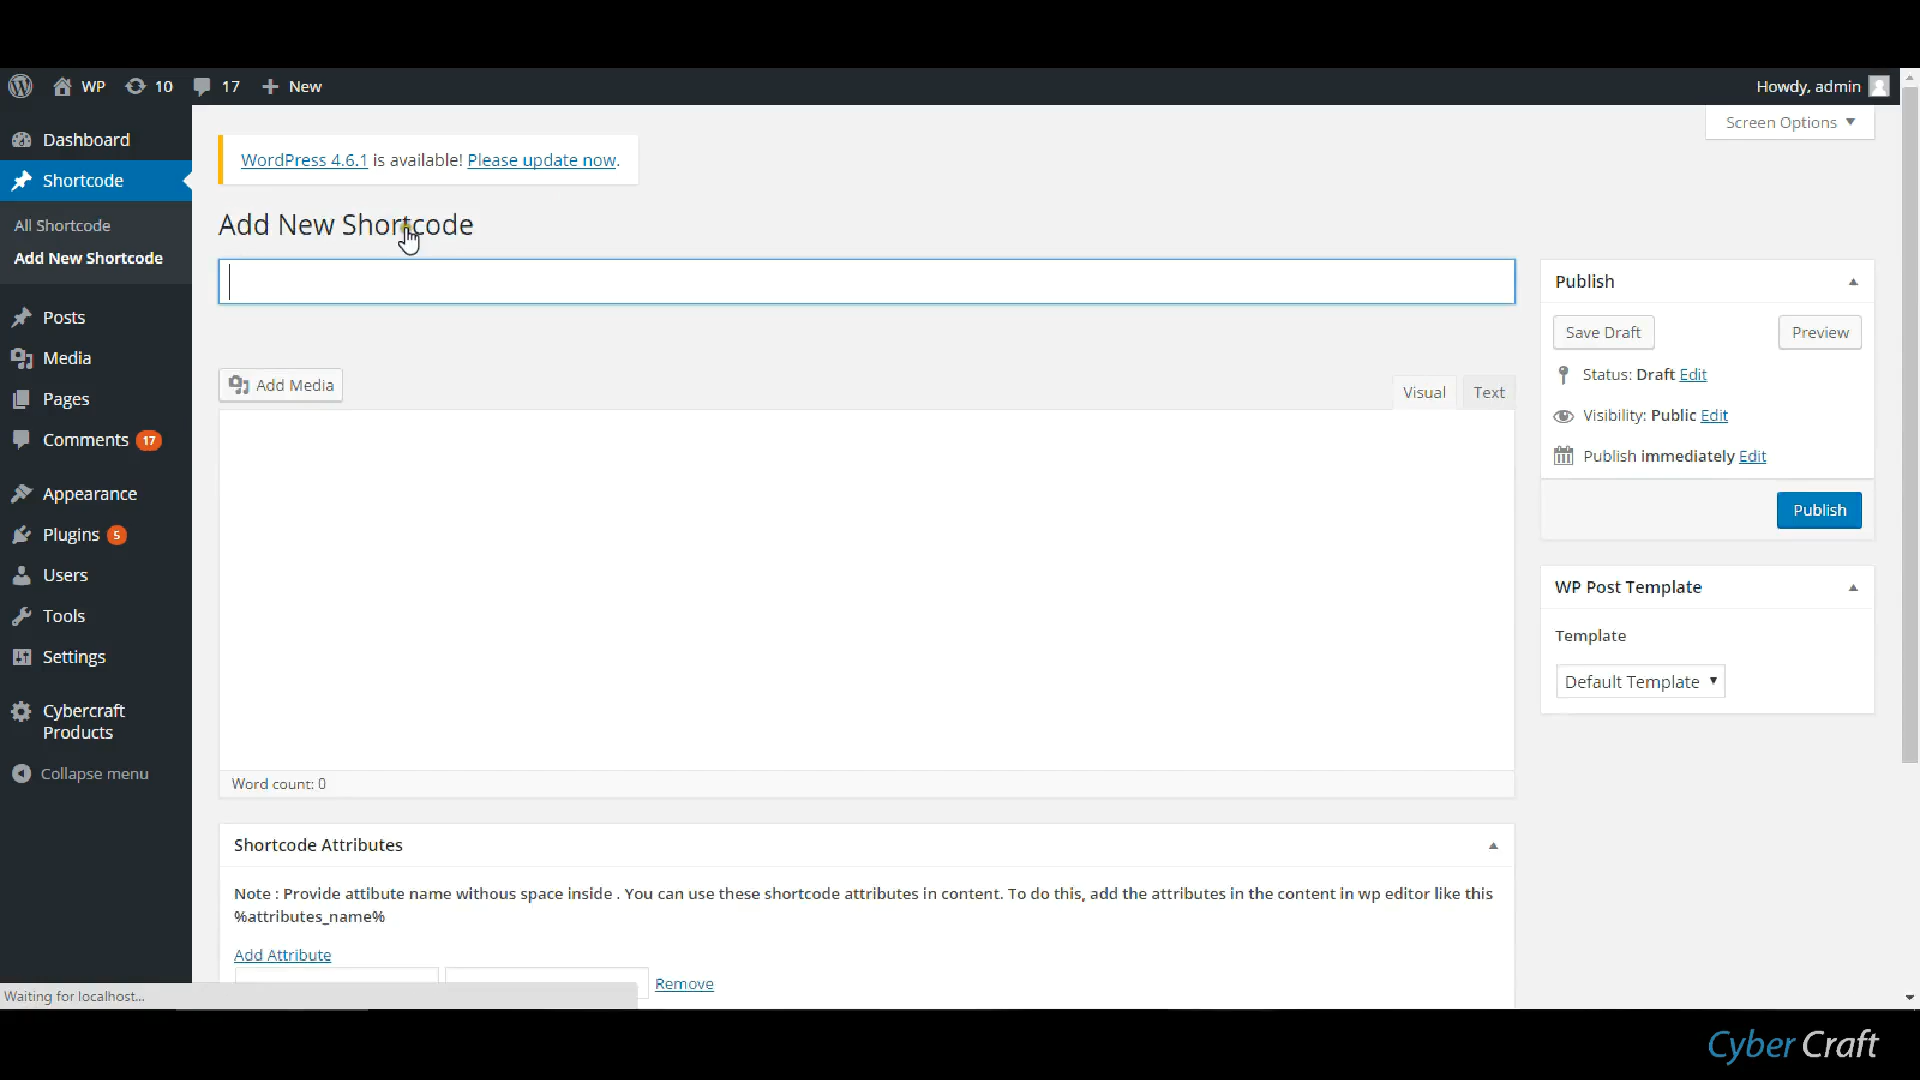 WP 10 17 New Howdy, admin
Screen Options
Dashboard
Shortcode
All Shortcode
Add New Shortcode
Posts
Media
Pages
Comments 17
Appearance
Plugins 5
Users
Tools
Settings
Cybercraft
Products
Collapse menu
WordPress 4.6.1 is available! Please update now.
Add New Shortcode
Add Media
Visual Text
Word count: 0
Shortcode Attributes
Note : Provide attibute name withous space inside . You can use these shortcode attributes in content. To do this, add the attributes in the content in wp editor like this
%attributes_name%
Add Attribute
Remove
Publish
Save Draft Preview
Status: Draft Edit
Visibility: Public Edit
Publish immediately Edit
Publish
WP Post Template
Template
Default Template
Waiting for localhost...
Cyber Craft